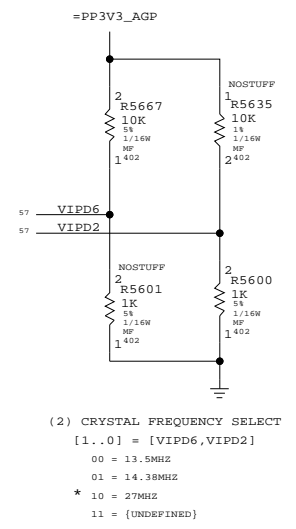 =PP3V3_AGP
NOSTUFF
2
R5667
10K
5%
1/16W
MF
1 402
1
R5635
10K
1%
1/16W
MF
2 402
57 VIPD6
57 VIPD2
NOSTUFF
2
R5601
1K
5%
1/16W
MF
1 402
2
R5600
1K
5%
1/16W
MF
1 402
(2) CRYSTAL FREQUENCY SELECT
[1..0] = [VIPD6,VIPD2]
00 = 13.5MHZ
01 = 14.38MHZ
* 10 = 27MHZ
11 = {UNDEFINED}